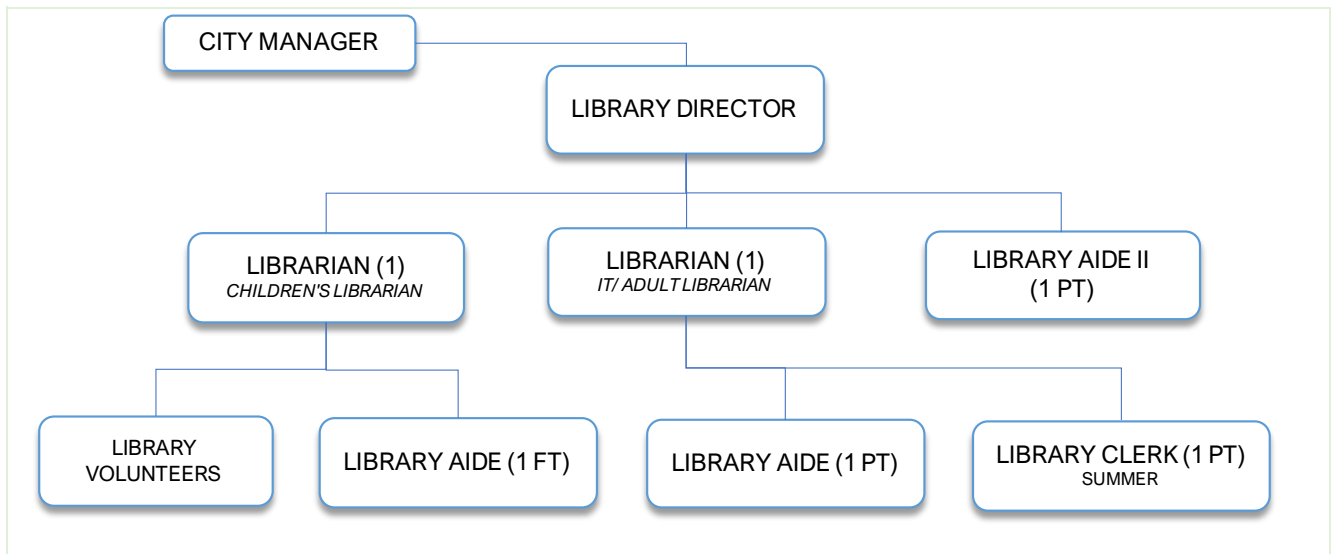 CITY MANAGER
LIBRARY DIRECTOR
LIBRARIAN (1)
CHILDREN'S LIBRARIAN
LIBRARIAN (1)
IT/ ADULT LIBRARIAN
LIBRARY AIDE II
(1 PT)
LIBRARY
VOLUNTEERS
LIBRARY AIDE (1 FT)
LIBRARY AIDE (1 PT)
LIBRARY CLERK (1 PT)
SUMMER